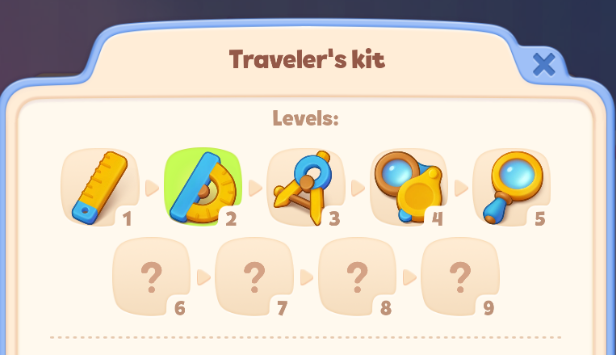 Traveler's kit
Levels:
1 2 3 4 5
? ? ? ?
6 7 8 9